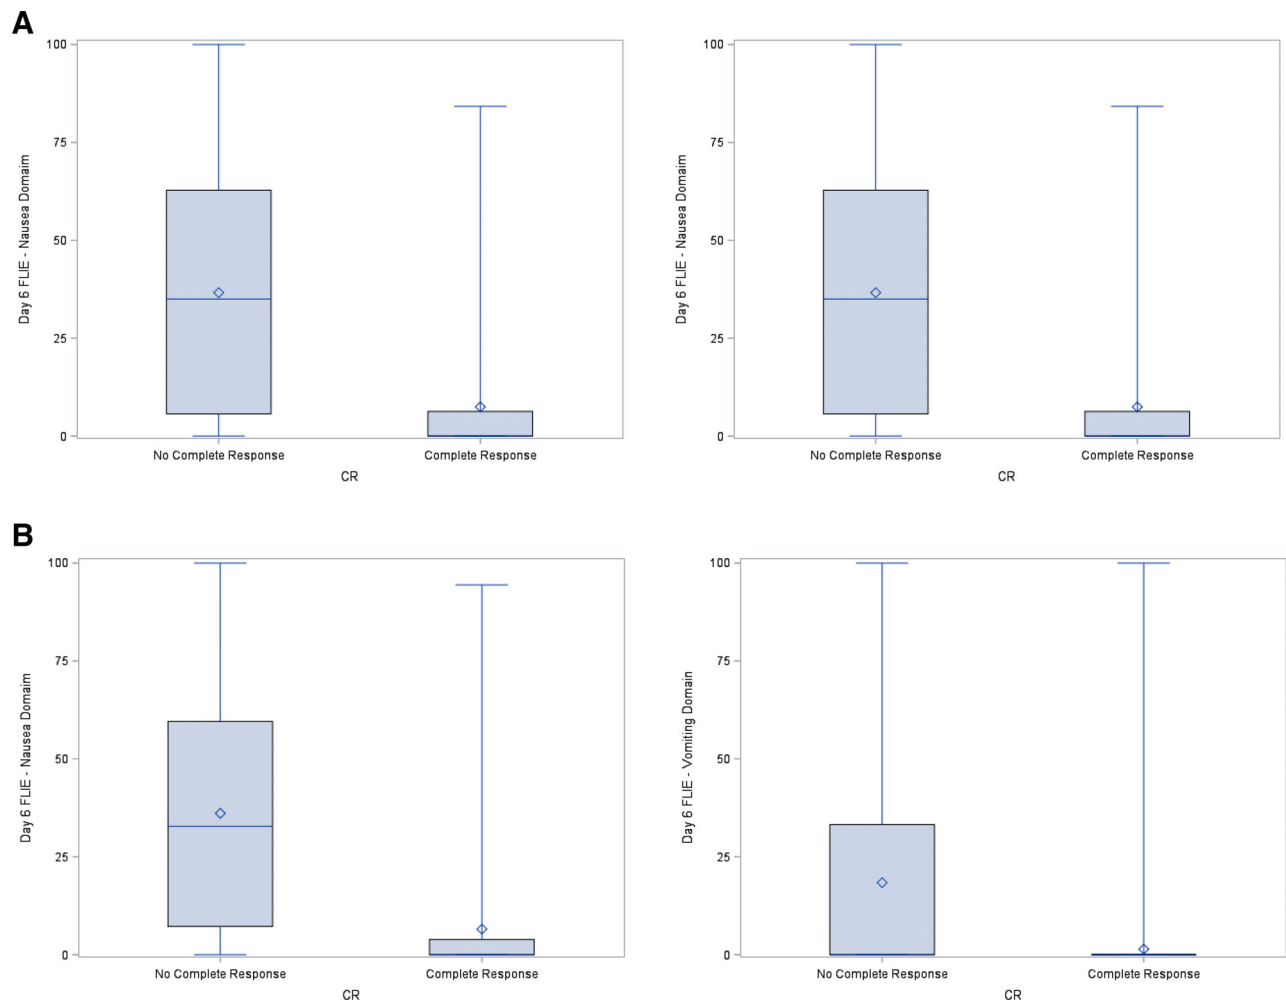 A
100
75
50
25
0
Day 6 FLIE - Nausea Domaim
No Complete Response
Complete Response
CR
100
75
50
25
0
Day 6 FLIE - Nausea Domaim
No Complete Response
Complete Response
CR
B
100
75
50
25
0
Day 6 FLIE - Nausea Domaim
No Complete Response
Complete Response
CR
100
75
50
25
0
Day 6 FLIE - Vomiting Domain
No Complete Response
Complete Response
CR